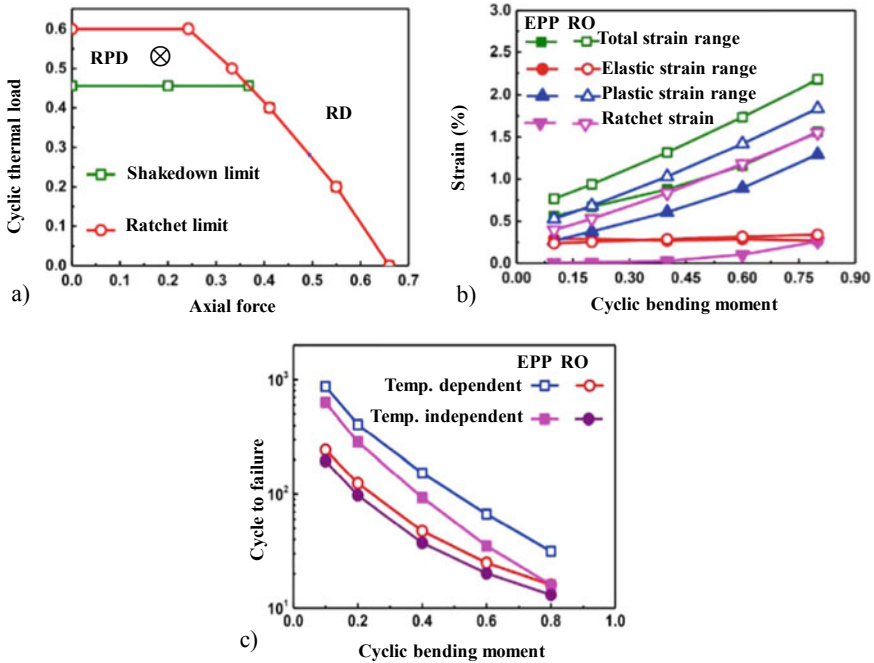 0.6
0.5
0.4
0.3
0.2
0.1
0.0
Cyclic thermal load
RPD
RD
Shakedown limit
Ratchet limit
0.0 0.1 0.2 0.3 0.4 0.5 0.6 0.7
Axial force
a)
3.0
2.5
2.0
1.5
1.0
0.5
0.0
Strain (%)
EPP RO
Total strain range
Elastic strain range
Plastic strain range
Ratchet strain
0.00 0.15 0.30 0.45 0.60 0.75 0.90
Cyclic bending moment
b)
10³
10²
10¹
Cycle to failure
EPP RO
Temp. dependent
Temp. independent
0.0 0.2 0.4 0.6 0.8 1.0
Cyclic bending moment
c)